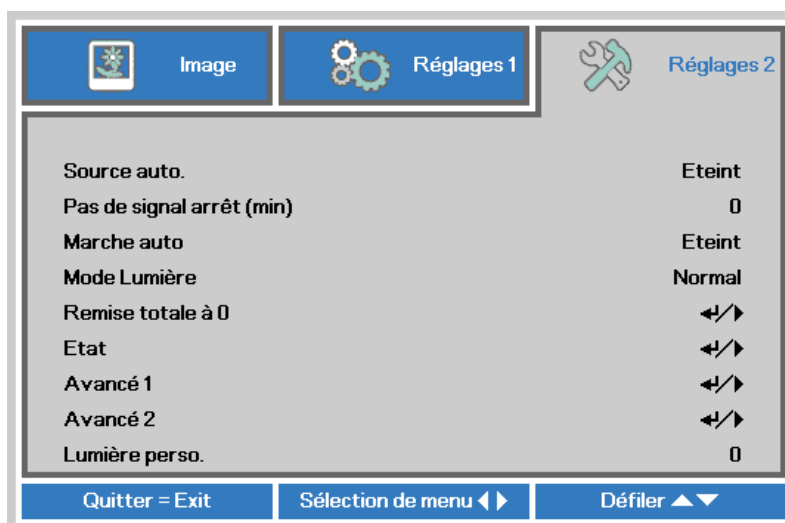 Image Réglages 1 Réglages 2
Source auto. Eteint
Pas de signal arrêt (min) 0
Marche auto Eteint
Mode Lumière Normal
Remise totale à 0 ↵/▶
Etat ↵/▶
Avancé 1 ↵/▶
Avancé 2 ↵/▶
Lumière perso. 0
Quitter = Exit Sélection de menu ◀▶ Défiler ▲▼